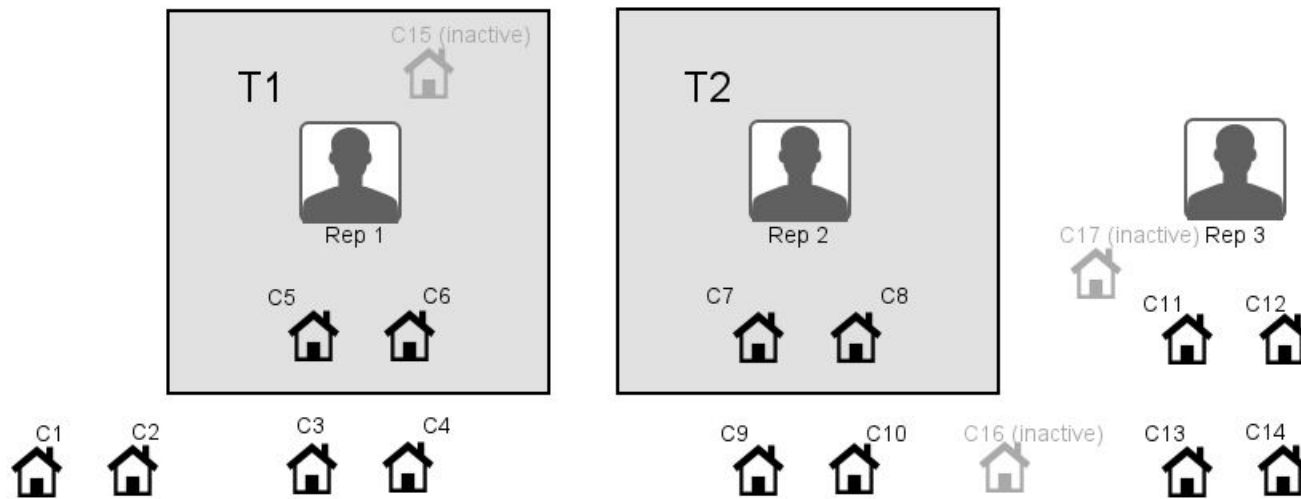 C15 (inactive)
T1
T2
Rep 1
Rep 2
C17 (inactive)
Rep 3
C5
C6
C7
C8
C11
C12
C1
C2
C3
C4
C9
C10
C16 (inactive)
C13
C14